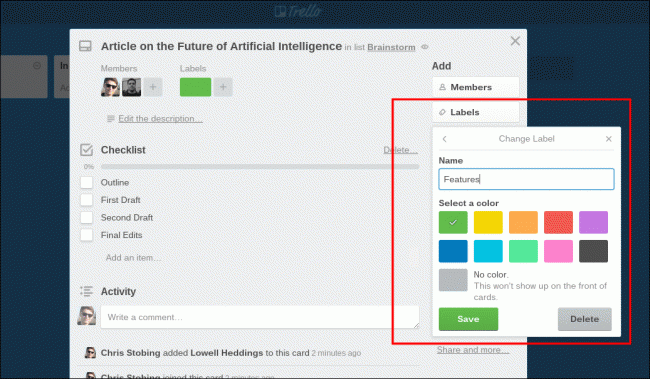 Trello
Article on the Future of Artificial Intelligence in list Brainstorm
In
Ad
Members
Labels
+
+
Edit the description...
Checklist
Delete...
0%
Outline
First Draft
Second Draft
Final Edits
Add an item...
Activity
Write a comment...
Chris Stobing added Lowell Heddings to this card 2 minutes ago
Chris Stobing joined this card 2 minutes ago
Add
Members
Labels
Change Label
Name
Features
Select a color
No color.
This won't show up on the front of
cards.
Save
Delete
Share and more...